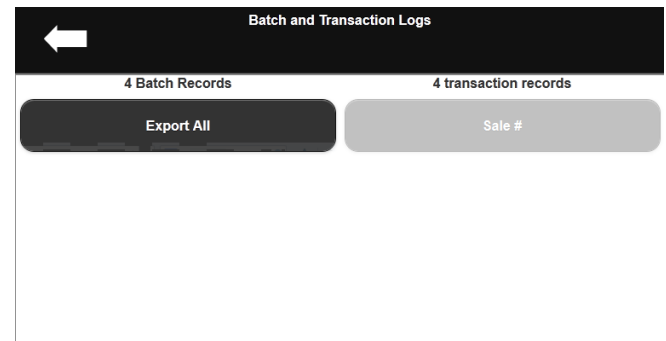 Batch and Transaction Logs
4 Batch Records
4 transaction records
Export All
Sale #